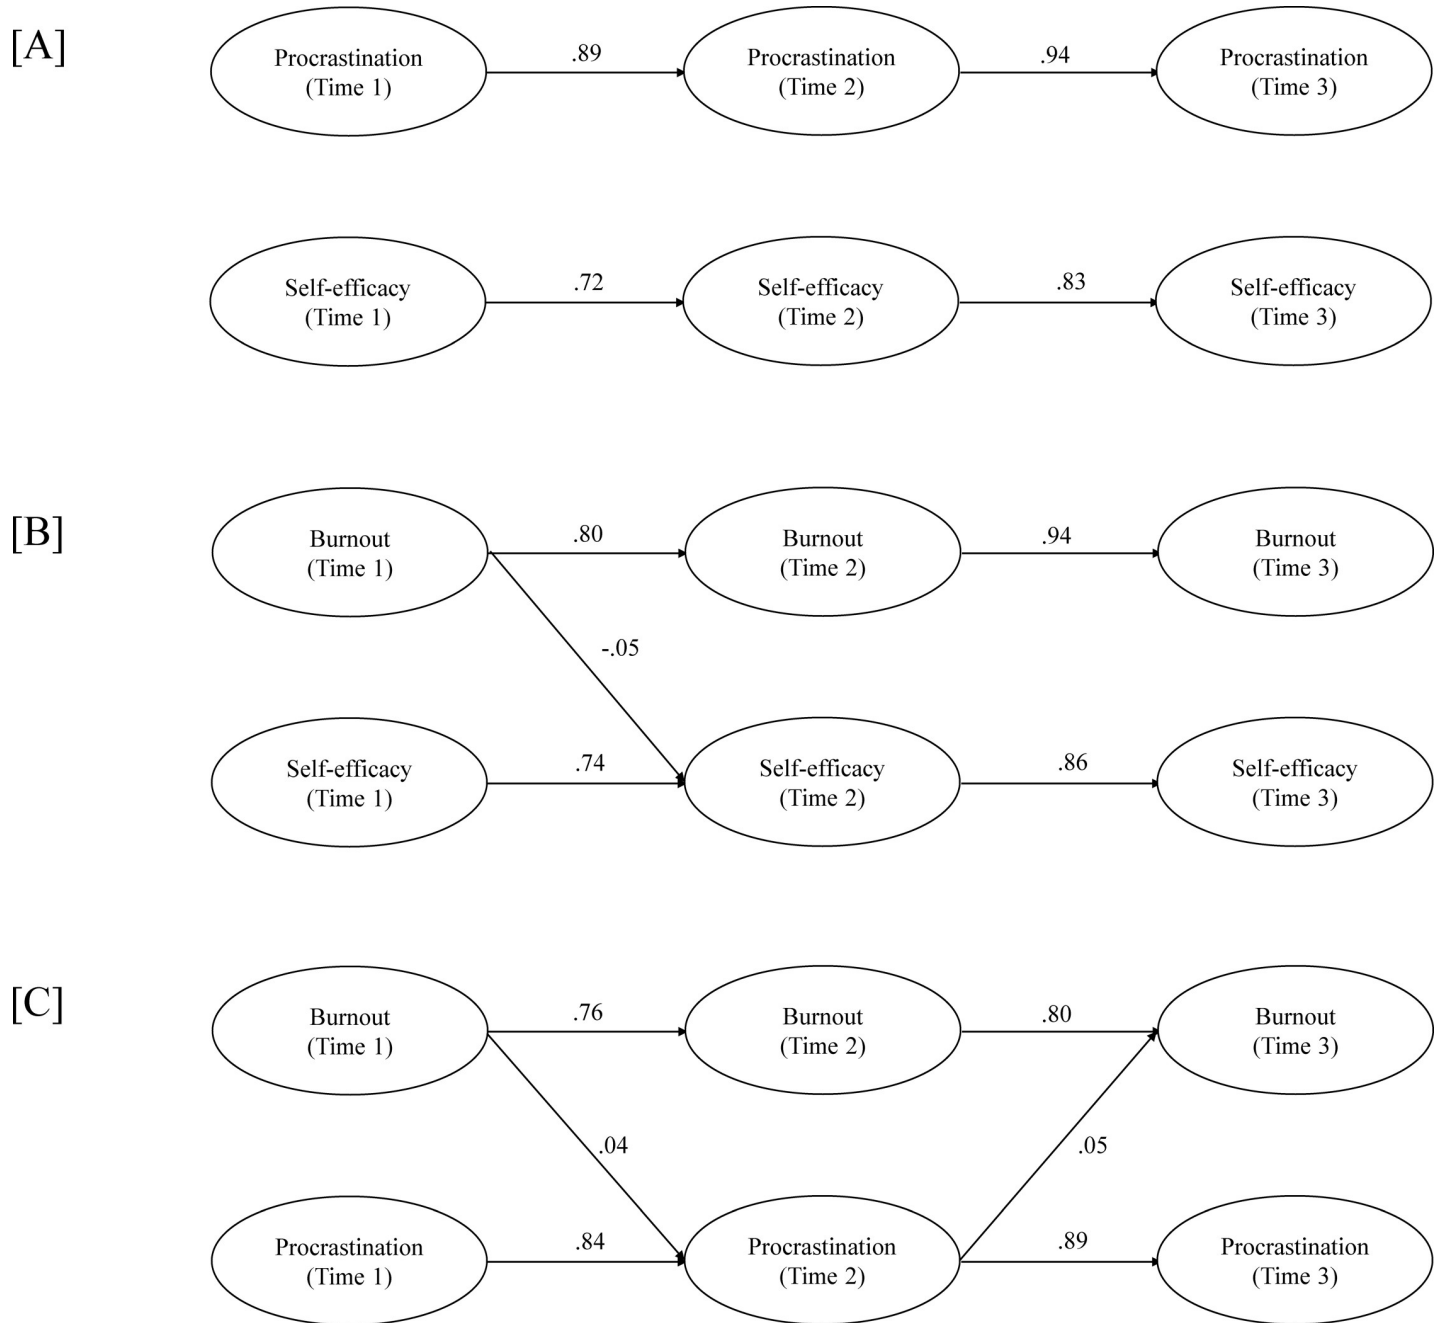 [A]
Procrastination
(Time 1)
.89
Procrastination
(Time 2)
.94
Procrastination
(Time 3)
Self-efficacy
(Time 1)
.72
Self-efficacy
(Time 2)
.83
Self-efficacy
(Time 3)
[B]
Burnout
(Time 1)
.80
Burnout
(Time 2)
.94
Burnout
(Time 3)
-.05
Self-efficacy
(Time 1)
.74
Self-efficacy
(Time 2)
.86
Self-efficacy
(Time 3)
[C]
Burnout
(Time 1)
.76
Burnout
(Time 2)
.80
Burnout
(Time 3)
.04
.05
Procrastination
(Time 1)
.84
Procrastination
(Time 2)
.89
Procrastination
(Time 3)